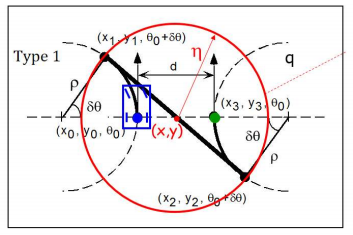 (x₁, y₁, θ₀+δθ)
Type 1
η
q
d
ρ
δθ
(x₃, y₃, θ₀)
(x₀, y₀, θ₀)
(x,y)
δθ
ρ
(x₂, y₂, θ₀+δθ)